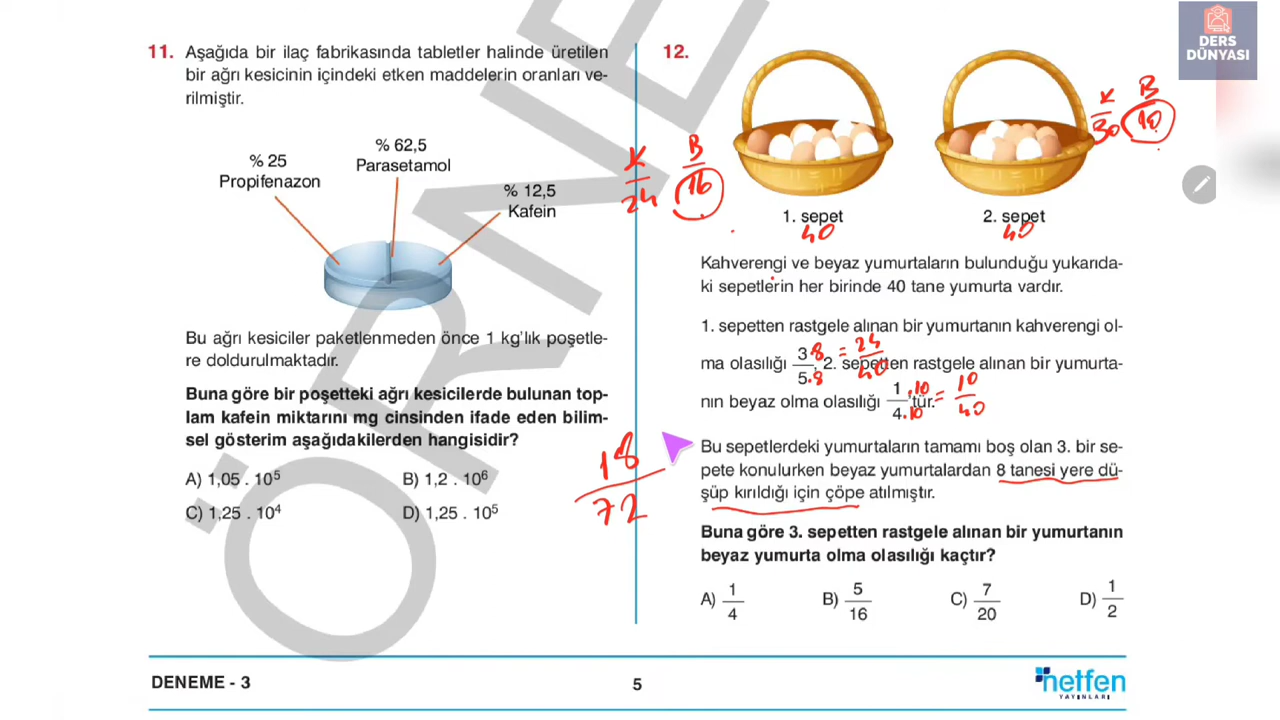 DERS
DÜNYASI
11. Aşağıda bir ilaç fabrikasında tabletler halinde üretilen
bir ağrı kesicinin içindeki etken maddelerin oranları ve-
rilmiştir.
% 25
Propifenazon
% 62,5
Parasetamol
% 12,5
Kafein
Bu ağrı kesiciler paketlenmeden önce 1 kg'lık poşetle-
re doldurulmaktadır.
Buna göre bir poşetteki ağrı kesicilerde bulunan top-
lam kafein miktarını mg cinsinden ifade eden bilim-
sel gösterim aşağıdakilerden hangisidir?
A) 1,05 . 10⁵ B) 1,2 . 10⁶
C) 1,25 . 10⁴ D) 1,25 . 10⁵
12.
K B
24 16
K B
30 10
1. sepet
40
2. sepet
40
Kahverengi ve beyaz yumurtaların bulunduğu yukarıda-
ki sepetlerin her birinde 40 tane yumurta vardır.
1. sepetten rastgele alınan bir yumurtanın kahverengi ol-
ma olasılığı 3/5, 2. sepetten rastgele alınan bir yumurta-
8 = 24
.8 40
nın beyaz olma olasılığı 1/4 'tür.
.10 = 10
.10 40
Bu sepetlerdeki yumurtaların tamamı boş olan 3. bir se-
pete konulurken beyaz yumurtalardan 8 tanesi yere dü-
şüp kırıldığı için çöpe atılmıştır.
18
72
Buna göre 3. sepetten rastgele alınan bir yumurtanın
beyaz yumurta olma olasılığı kaçtır?
A) 1/4 B) 5/16 C) 7/20 D) 1/2
DENEME - 3
5
netfen
YAYINLARI
ÖRNE